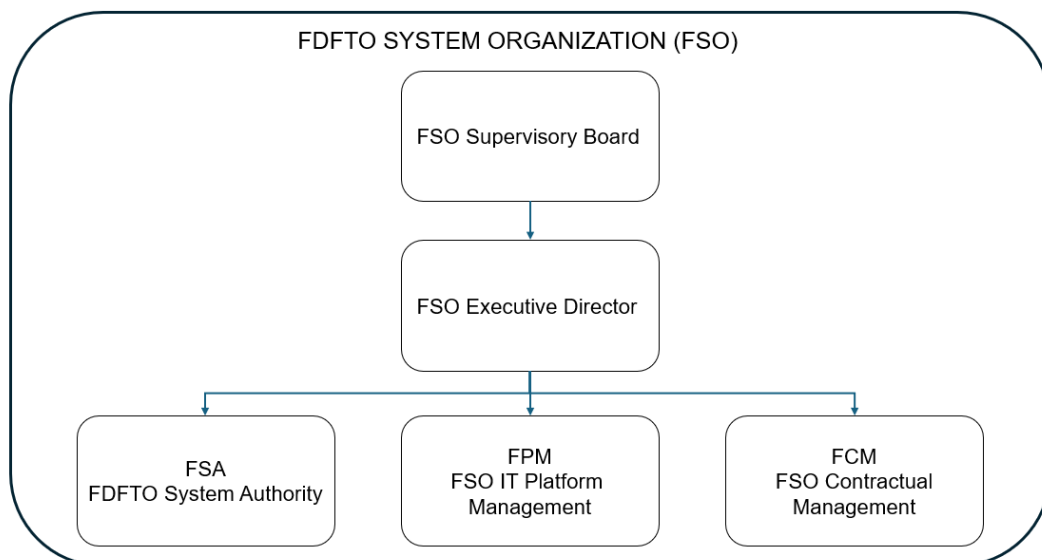 FDFTO SYSTEM ORGANIZATION (FSO)
FSO Supervisory Board
FSO Executive Director
FSA
FDFTO System Authority
FPM
FSO IT Platform
Management
FCM
FSO Contractual
Management